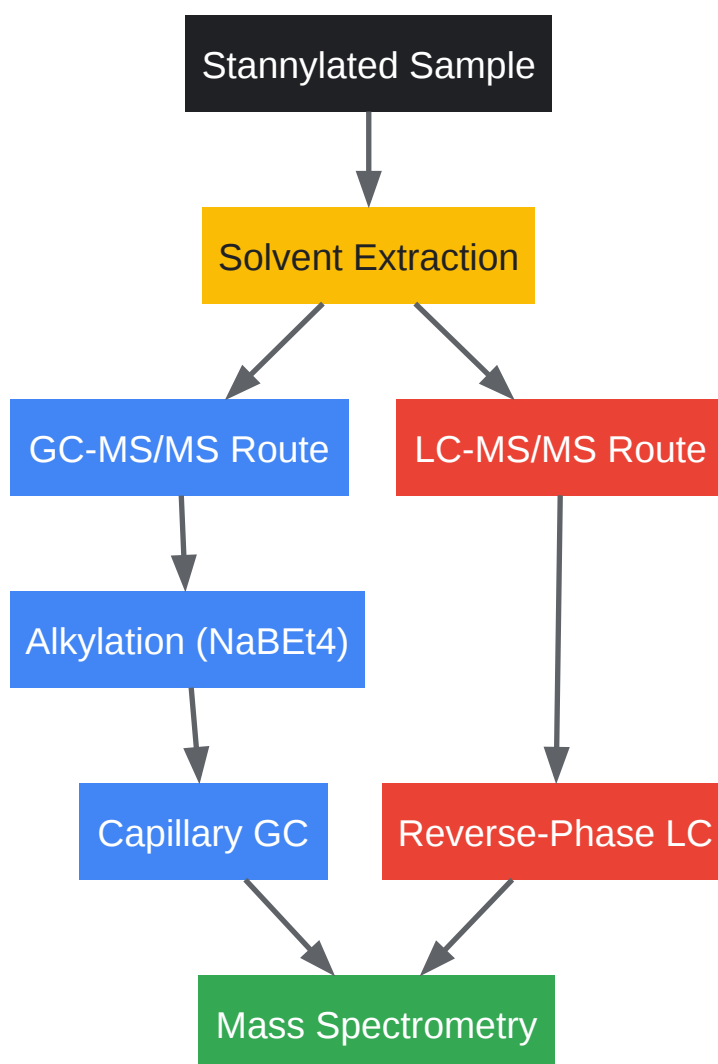 Stannylated Sample
Solvent Extraction
GC-MS/MS Route
LC-MS/MS Route
Alkylation (NaBEt4)
Capillary GC
Reverse-Phase LC
Mass Spectrometry